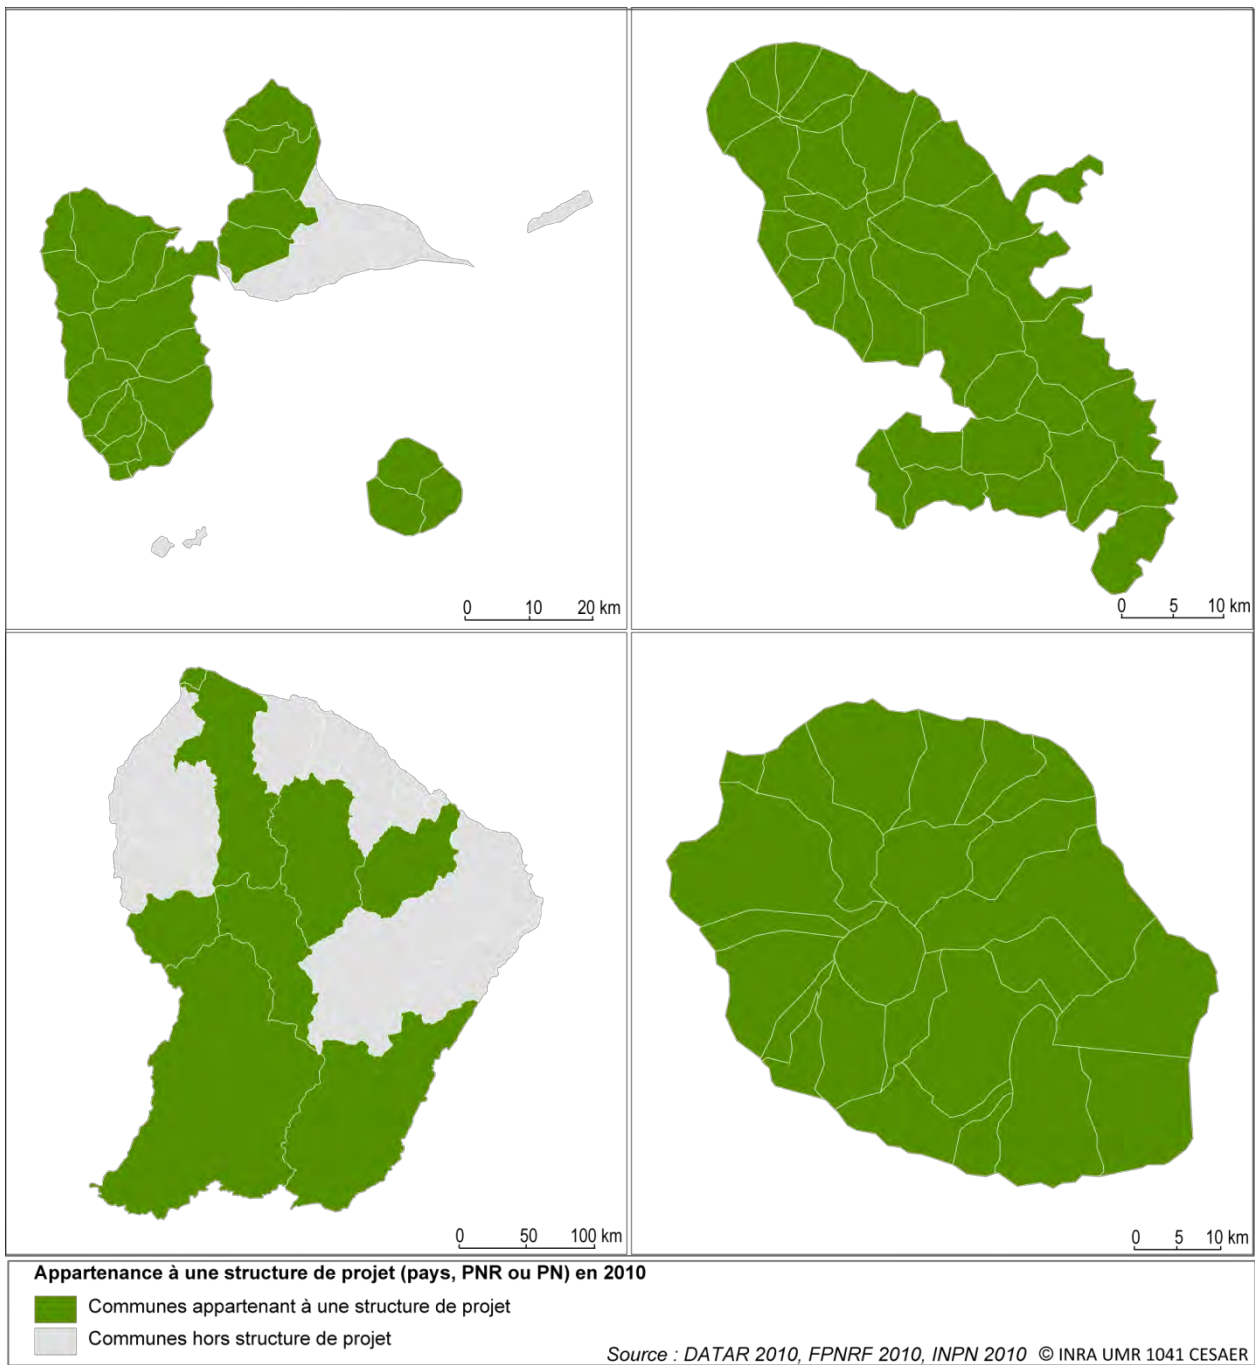 0 10 20 km
0 5 10 km
0 50 100 km
0 5 10 km
Appartenance à une structure de projet (pays, PNR ou PN) en 2010
Communes appartenant à une structure de projet
Communes hors structure de projet
Source : DATAR 2010, FPNRF 2010, INPN 2010 © INRA UMR 1041 CESAER